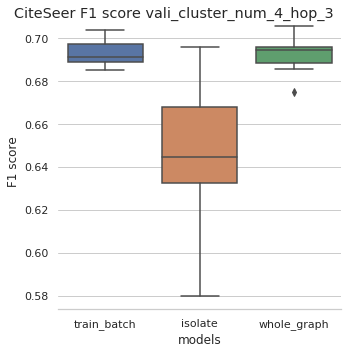 CiteSeer F1 score vali_cluster_num_4_hop_3
0.70
0.68
0.66
0.64
0.62
0.60
0.58
F1 score
train_batch
isolate
whole_graph
models